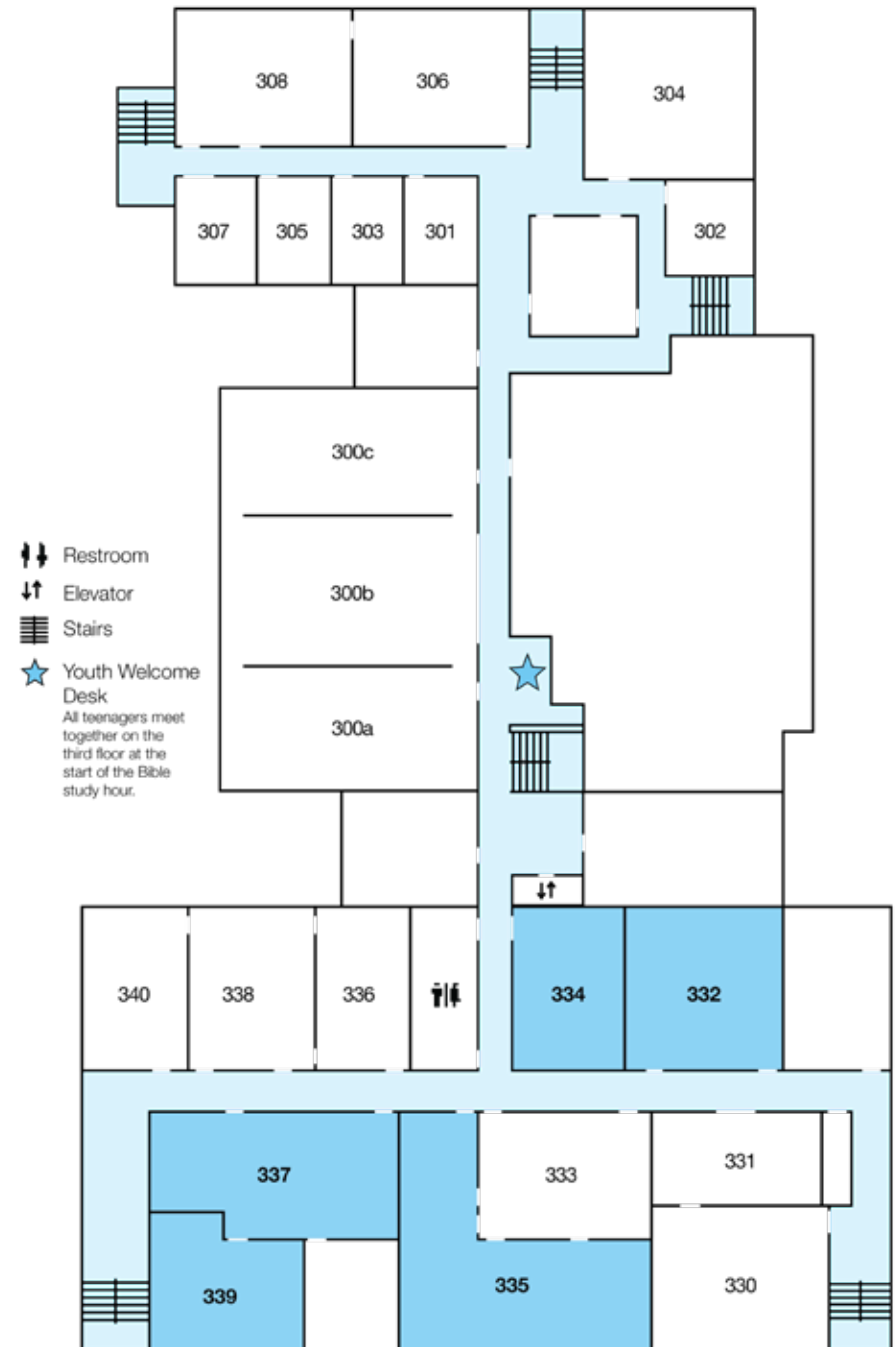 308
306
304
307
305
303
301
302
300c
300b
300a
Restroom
Elevator
Stairs
Youth Welcome
Desk
All teenagers meet
together on the
third floor at the
start of the Bible
study hour.
340
338
336
334
332
337
333
331
339
335
330